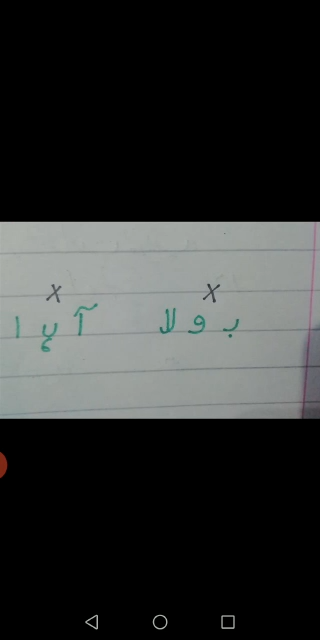 x x
ب و لا آ ہ ا